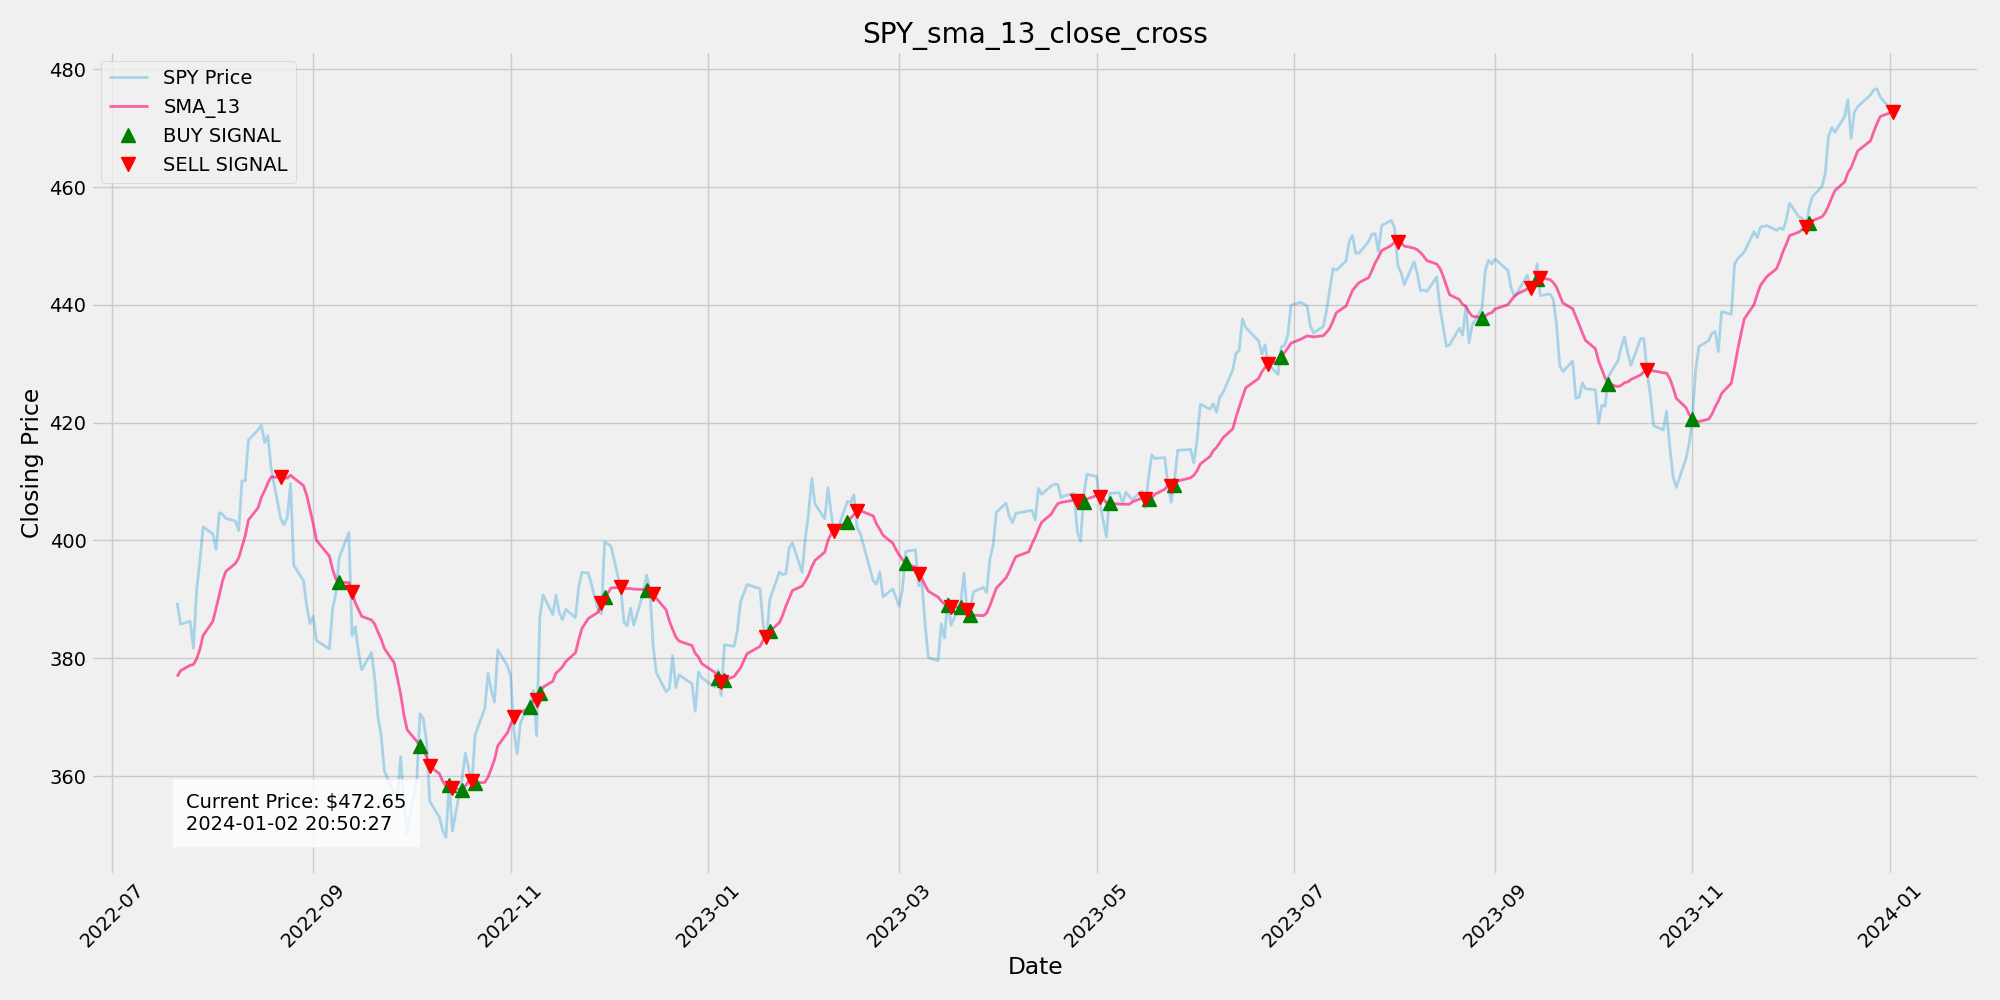 SPY_sma_13_close_cross
SPY Price
SMA_13
BUY SIGNAL
SELL SIGNAL
480
460
440
420
400
380
360
Closing Price
Current Price: $472.65
2024-01-02 20:50:27
2022-07
2022-09
2022-11
2023-01
2023-03
2023-05
2023-07
2023-09
2023-11
2024-01
Date